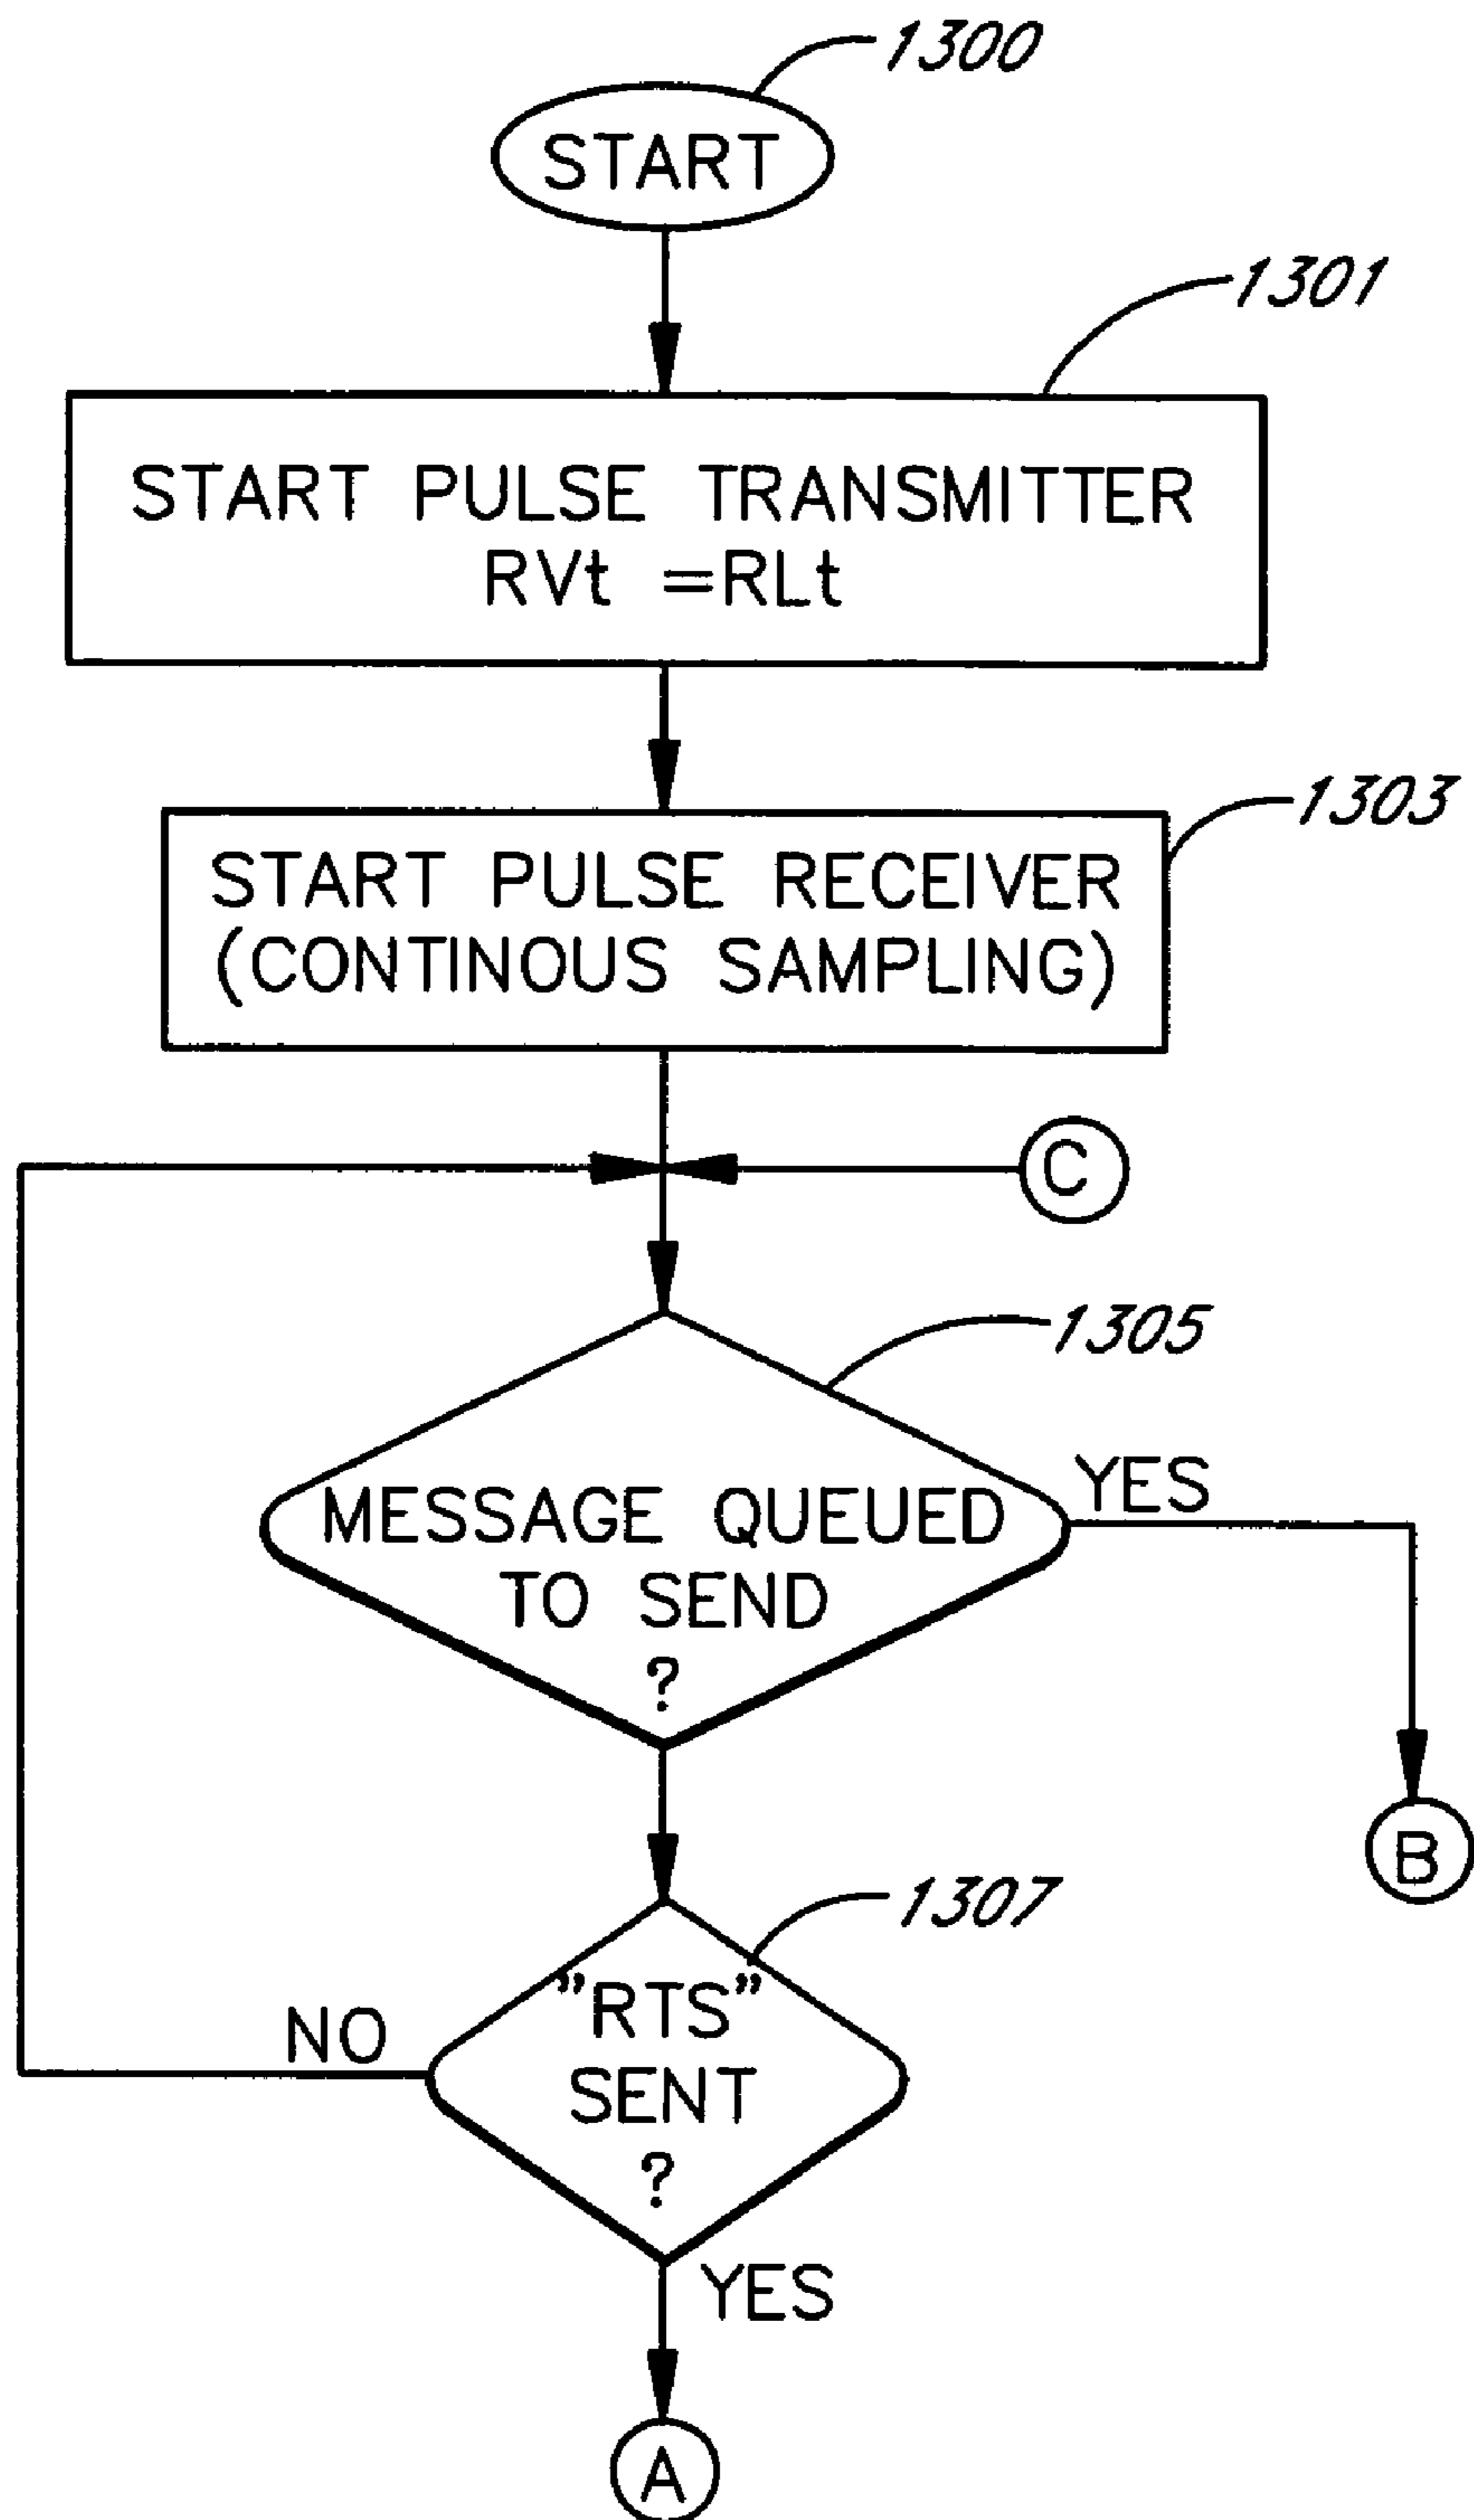 1300
START
1301
START PULSE TRANSMITTER
RVt =RLt
1303
START PULSE RECEIVER
(CONTINOUS SAMPLING)
C
1305
YES
MESSAGE QUEUED
TO SEND
?
B
1307
"RTS"
NO
SENT
?
YES
A